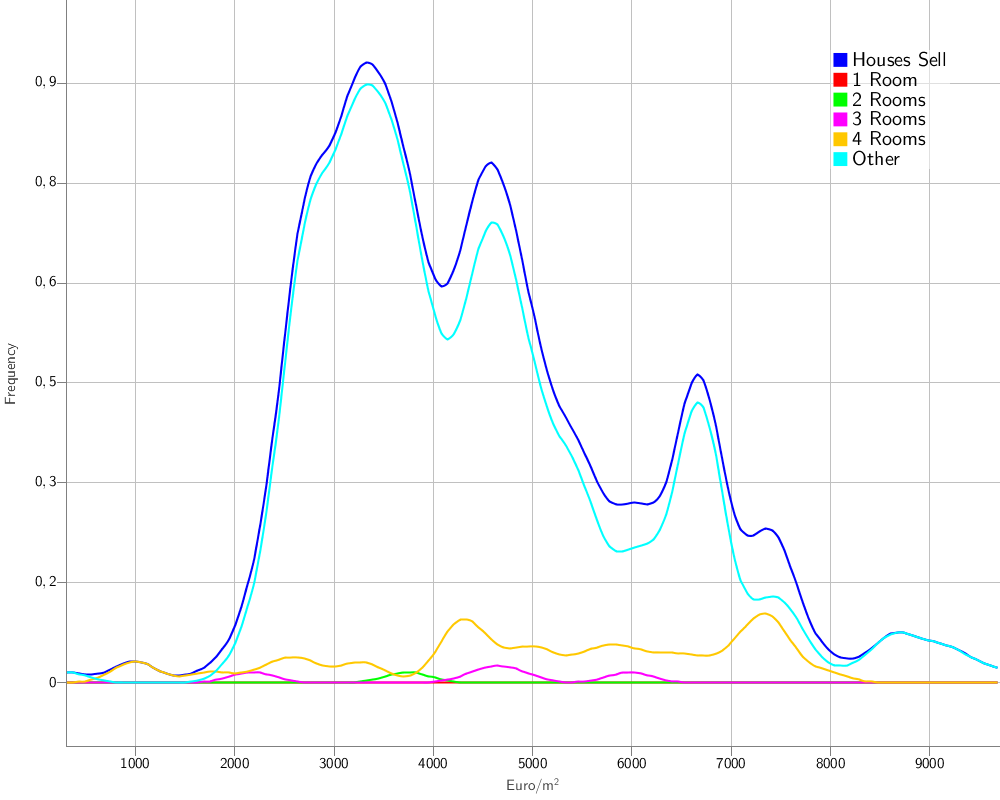 Houses Sell
1 Room
2 Rooms
3 Rooms
4 Rooms
Other
0,9
0,8
0,6
0,5
0,3
0,2
0
Frequency
1000 2000 3000 4000 5000 6000 7000 8000 9000
Euro/m²